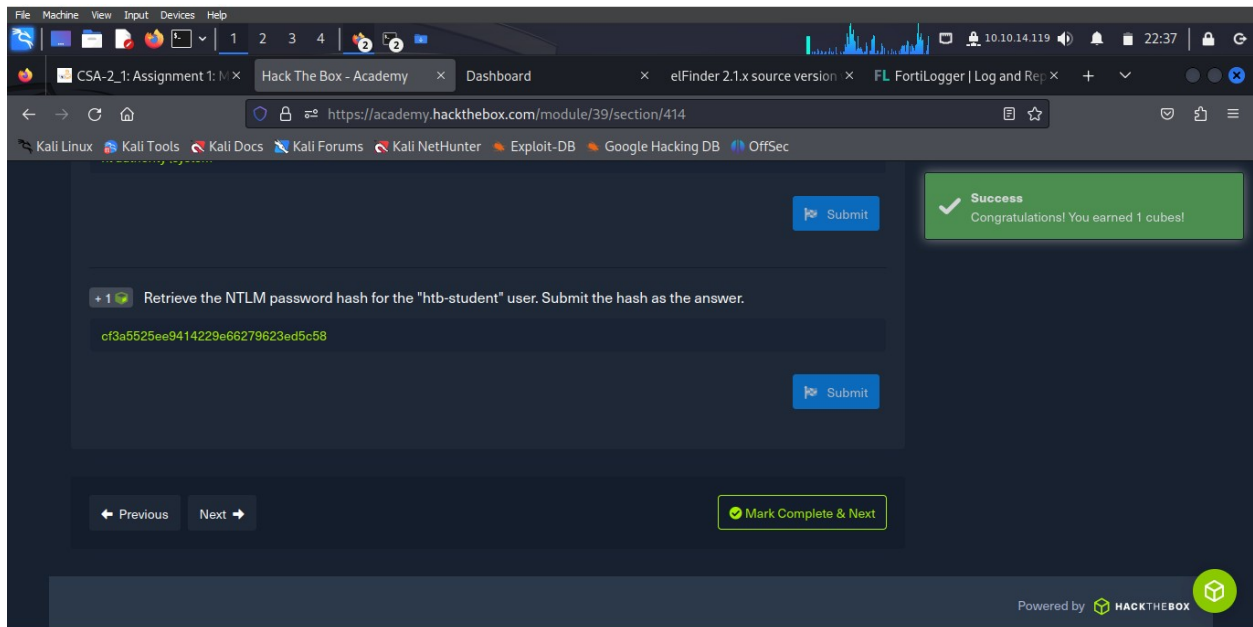 File Machine View Input Devices Help
1 2 3 4 2 2 10.10.14.119 22:37
CSA-2_1: Assignment 1: M Hack The Box - Academy Dashboard elFinder 2.1.x source version FL FortiLogger | Log and Rep
https://academy.hackthebox.com/module/39/section/414
Kali Linux Kali Tools Kali Docs Kali Forums Kali NetHunter Exploit-DB Google Hacking DB OffSec
Submit
Success
Congratulations! You earned 1 cubes!
+ 1 Retrieve the NTLM password hash for the "htb-student" user. Submit the hash as the answer.
cf3a5525ee9414229e66279623ed5c58
Submit
Previous Next Mark Complete & Next
Powered by HACKTHEBOX